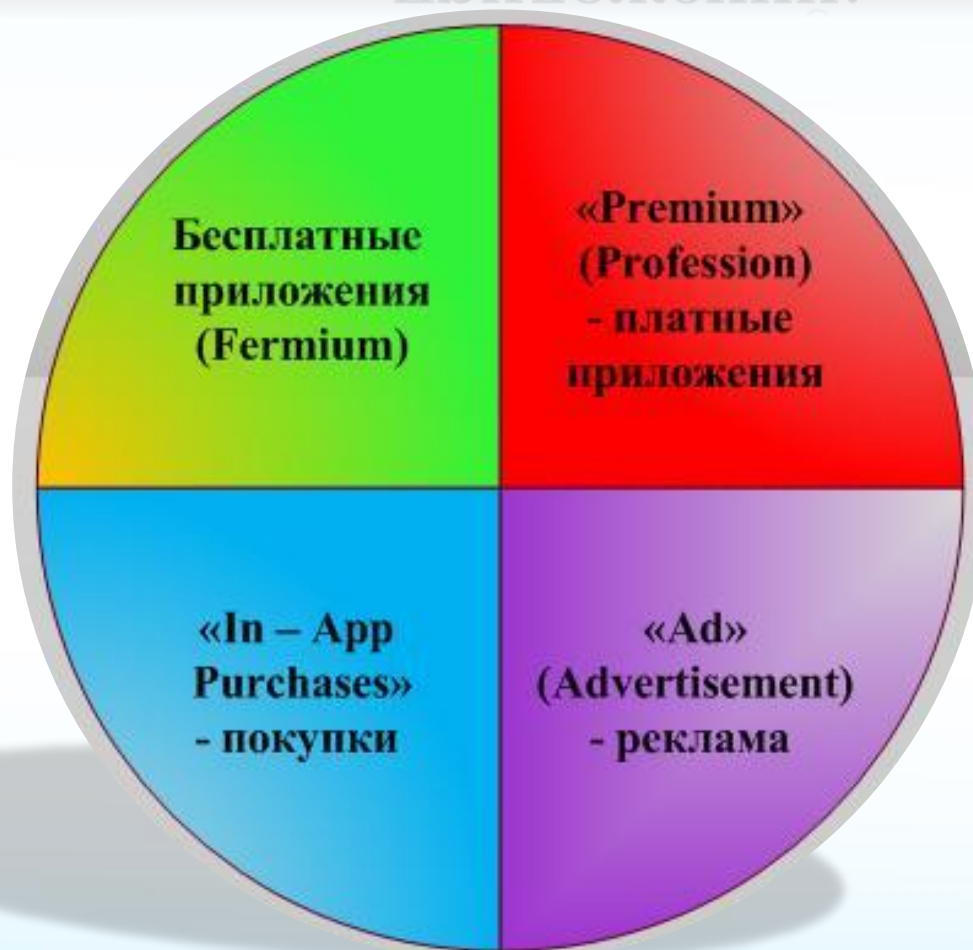 Бесплатные
приложения
(Fermium)
«Premium»
(Profession)
- платные
приложения
«In – App
Purchases»
- покупки
«Ad»
(Advertisement)
- реклама